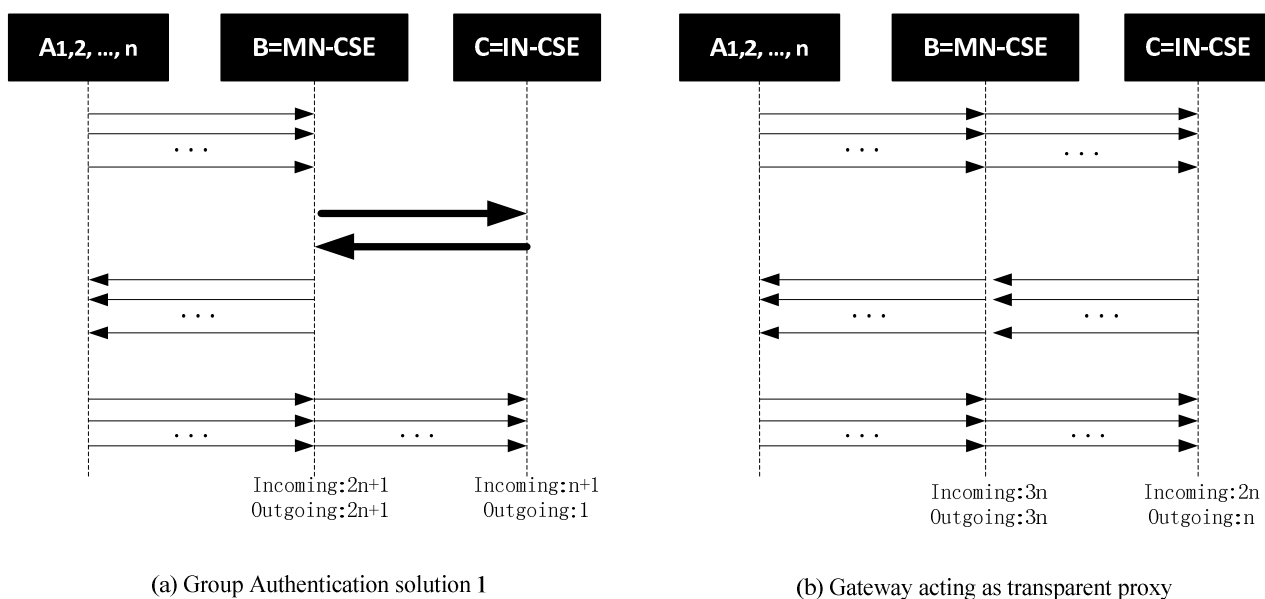 A1,2, ..., n
B=MN-CSE
C=IN-CSE
A1,2, ..., n
B=MN-CSE
C=IN-CSE
...
...
...
...
...
...
...
...
...
Incoming:2n+1
Outgoing:2n+1
Incoming:n+1
Outgoing:1
Incoming:3n
Outgoing:3n
Incoming:2n
Outgoing:n
(a) Group Authentication solution 1
(b) Gateway acting as transparent proxy